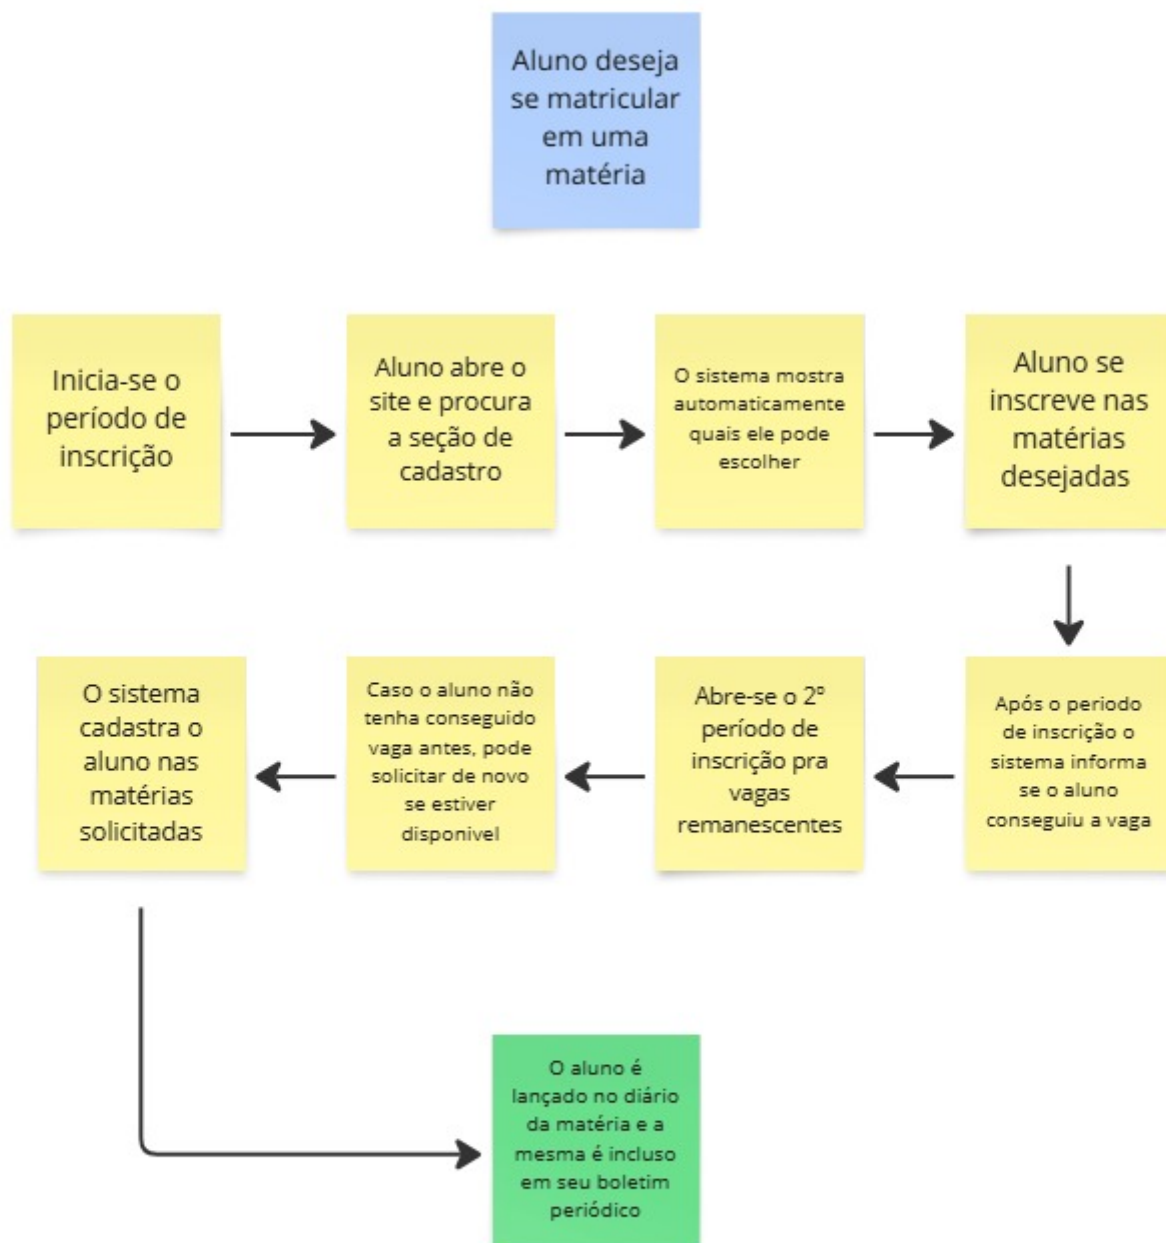 Aluno deseja
se matricular
em uma
matéria
Inicia-se o
período de
inscrição
Aluno abre o
site e procura
a seção de
cadastro
O sistema mostra
automaticamente
quais ele pode
escolher
Aluno se
inscreve nas
matérias
desejadas
Após o periodo
de inscrição o
sistema informa
se o aluno
conseguiu a vaga
Abre-se o 2º
período de
inscrição pra
vagas
remanescentes
Caso o aluno não
tenha conseguido
vaga antes, pode
solicitar de novo
se estiver
disponivel
O sistema
cadastra o
aluno nas
matérias
solicitadas
O aluno é
lançado no diário
da matéria e a
mesma é incluso
em seu boletim
periódico